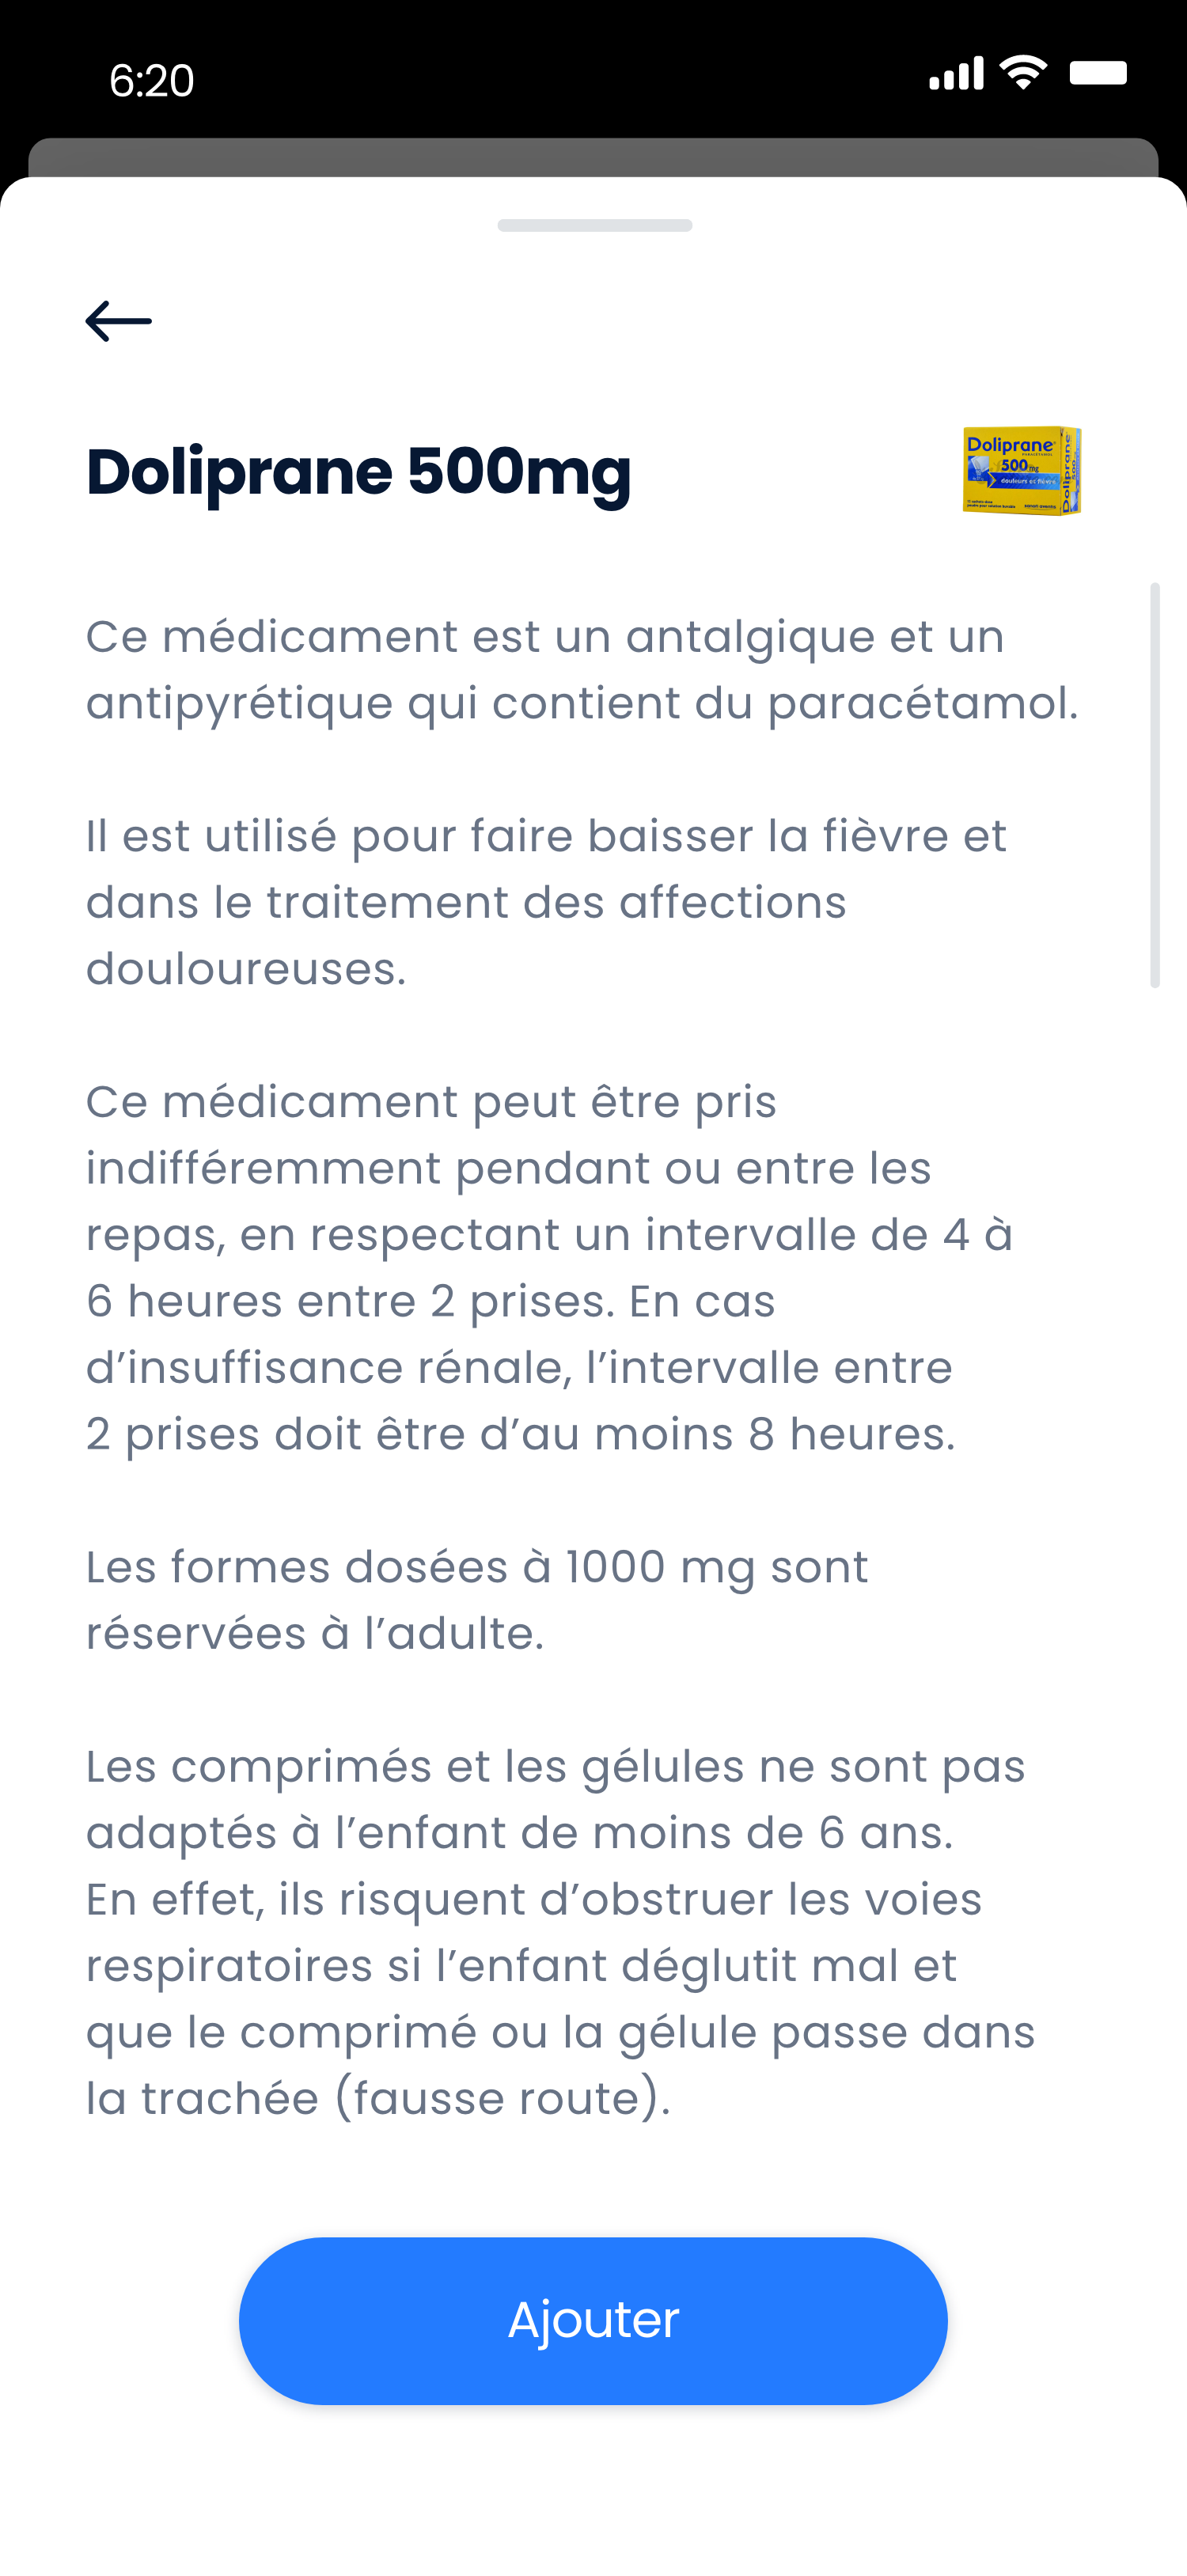 6:20
Doliprane 500mg
Doliprane
500 mg
douleurs et fièvre
Doliprane
Ce médicament est un antalgique et un
antipyrétique qui contient du paracétamol.
Il est utilisé pour faire baisser la fièvre et
dans le traitement des affections
douloureuses.
Ce médicament peut être pris
indifféremment pendant ou entre les
repas, en respectant un intervalle de 4 à
6 heures entre 2 prises. En cas
d’insuffisance rénale, l’intervalle entre
2 prises doit être d’au moins 8 heures.
Les formes dosées à 1000 mg sont
réservées à l’adulte.
Les comprimés et les gélules ne sont pas
adaptés à l’enfant de moins de 6 ans.
En effet, ils risquent d’obstruer les voies
respiratoires si l’enfant déglutit mal et
que le comprimé ou la gélule passe dans
la trachée (fausse route).
Ajouter